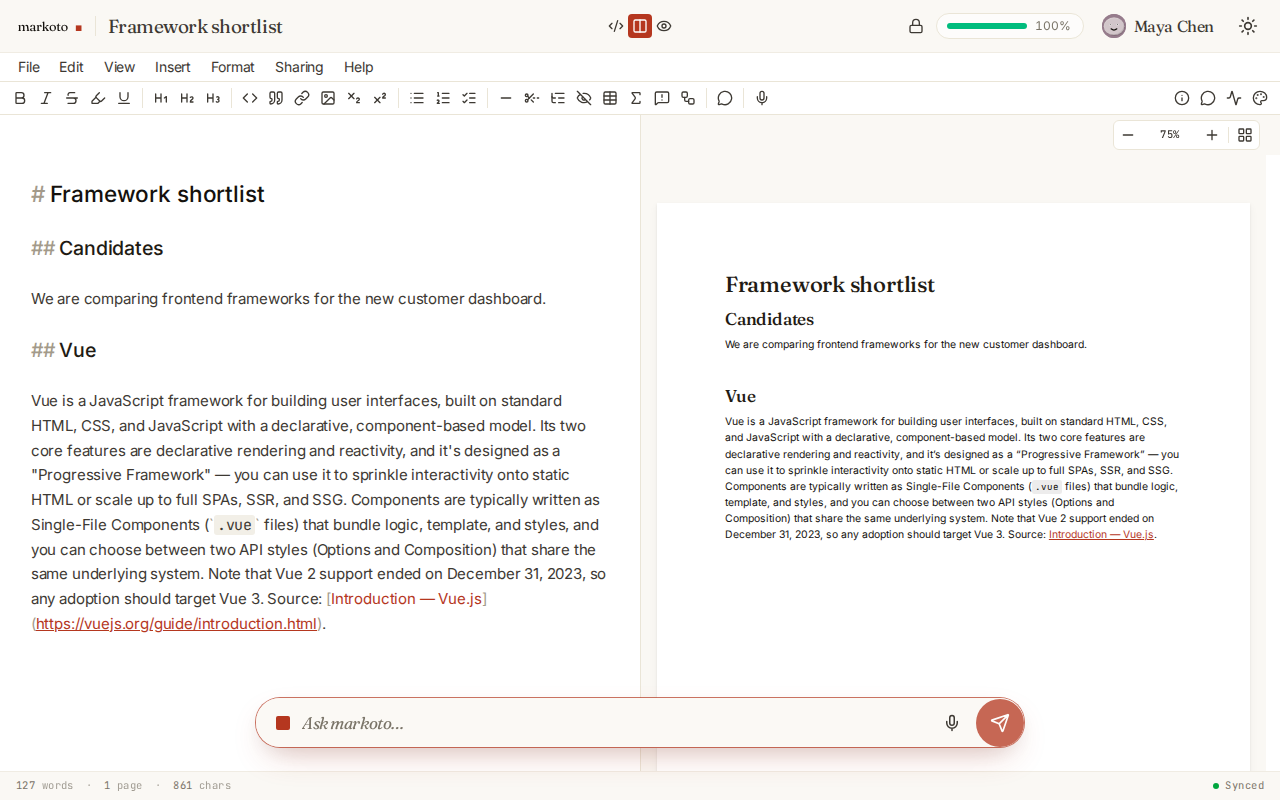 markoto
Framework shortlist
100%
Maya Chen
File Edit View Insert Format Sharing Help
B I S U H1 H2 H3 X2 X2 Σ
75%
# Framework shortlist
## Candidates
We are comparing frontend frameworks for the new customer dashboard.
## Vue
Vue is a JavaScript framework for building user interfaces, built on standard
HTML, CSS, and JavaScript with a declarative, component-based model. Its two
core features are declarative rendering and reactivity, and it's designed as a
"Progressive Framework" — you can use it to sprinkle interactivity onto static
HTML or scale up to full SPAs, SSR, and SSG. Components are typically written as
Single-File Components (`.vue` files) that bundle logic, template, and styles, and
you can choose between two API styles (Options and Composition) that share the
same underlying system. Note that Vue 2 support ended on December 31, 2023, so
any adoption should target Vue 3. Source: [Introduction — Vue.js]
(https://vuejs.org/guide/introduction.html).
Framework shortlist
Candidates
We are comparing frontend frameworks for the new customer dashboard.
Vue
Vue is a JavaScript framework for building user interfaces, built on standard HTML, CSS,
and JavaScript with a declarative, component-based model. Its two core features are
declarative rendering and reactivity, and it’s designed as a “Progressive Framework” — you
can use it to sprinkle interactivity onto static HTML or scale up to full SPAs, SSR, and SSG.
Components are typically written as Single-File Components (.vue files) that bundle logic,
template, and styles, and you can choose between two API styles (Options and
Composition) that share the same underlying system. Note that Vue 2 support ended on
December 31, 2023, so any adoption should target Vue 3. Source: Introduction — Vue.js.
Ask markoto...
127 words · 1 page · 861 chars
Synced